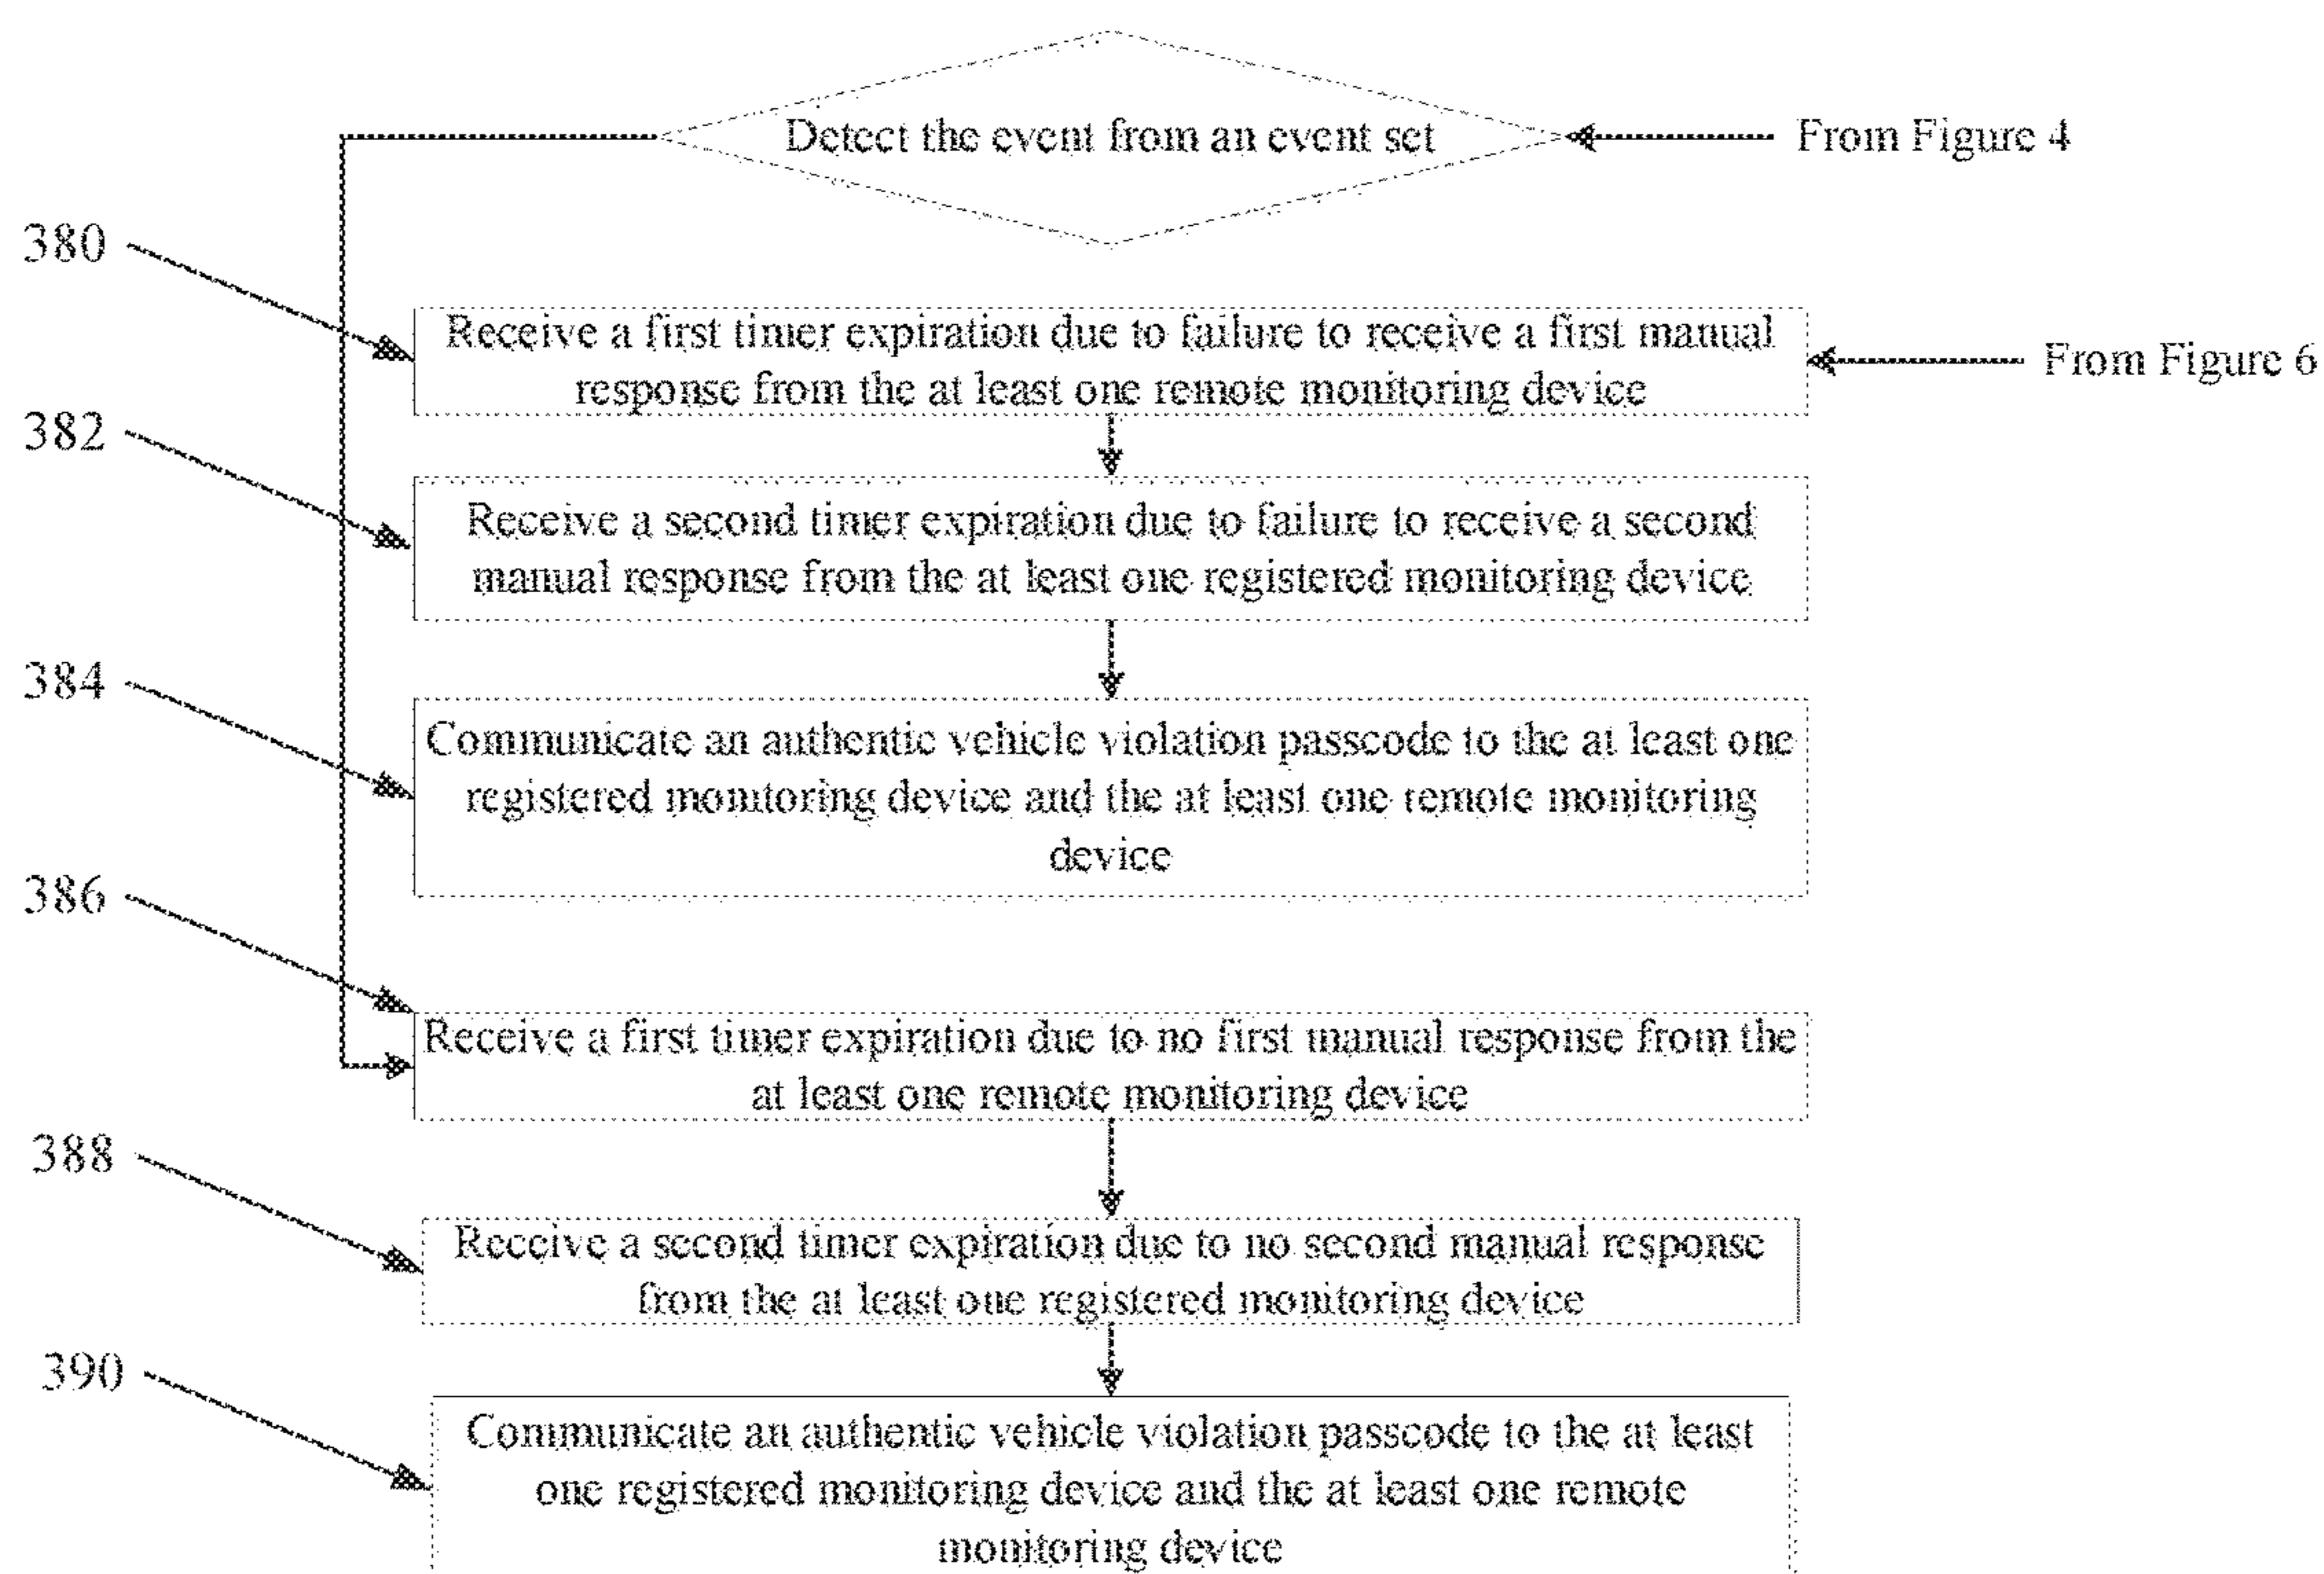 Detect the event from an event set
From Figure 4
380
Receive a first timer expiration due to failure to receive a first manual
response from the at least one remote monitoring device
From Figure 6
382
Receive a second timer expiration due to failure to receive a second
manual response from the at least one registered monitoring device
384
Communicate an authentic vehicle violation passcode to the at least one
registered monitoring device and the at least one remote monitoring
device
386
Receive a first timer expiration due to no first manual response from the
at least one remote monitoring device
388
Receive a second timer expiration due to no second manual response
from the at least one registered monitoring device
390
Communicate an authentic vehicle violation passcode to the at least
one registered monitoring device and the at least one remote
monitoring device